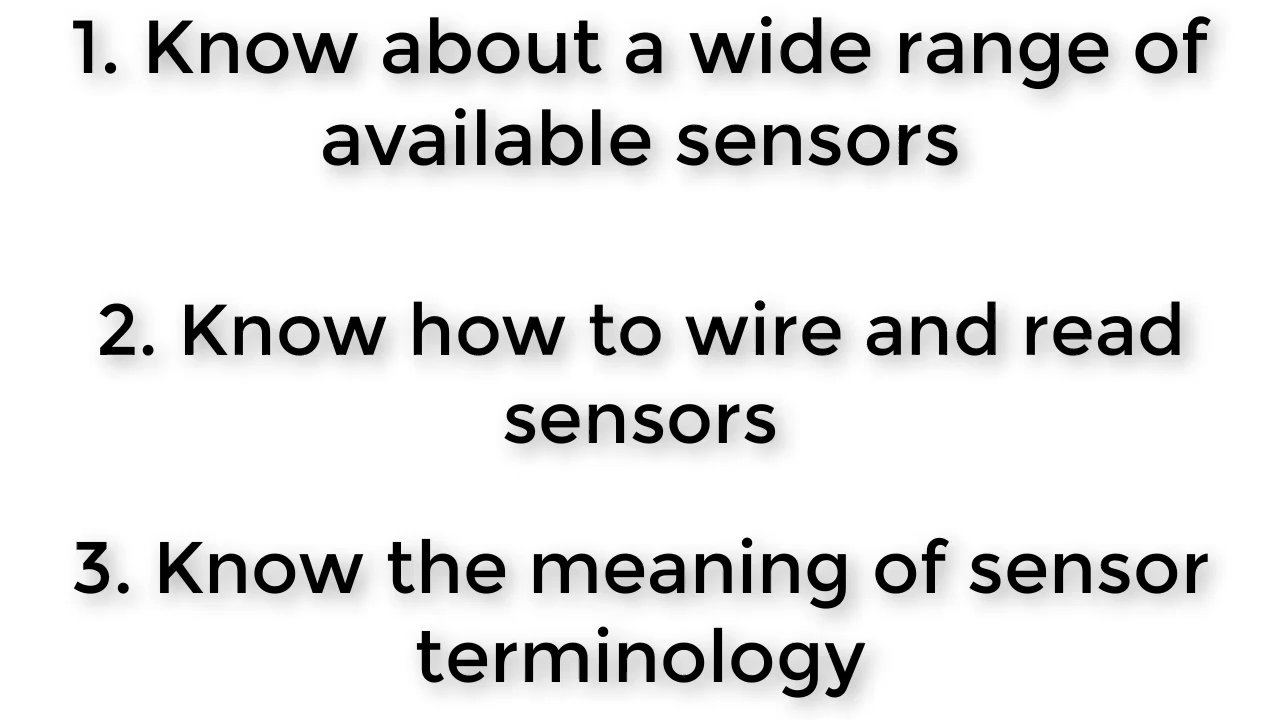 1. Know about a wide range of
available sensors
2. Know how to wire and read
sensors
3. Know the meaning of sensor
terminology